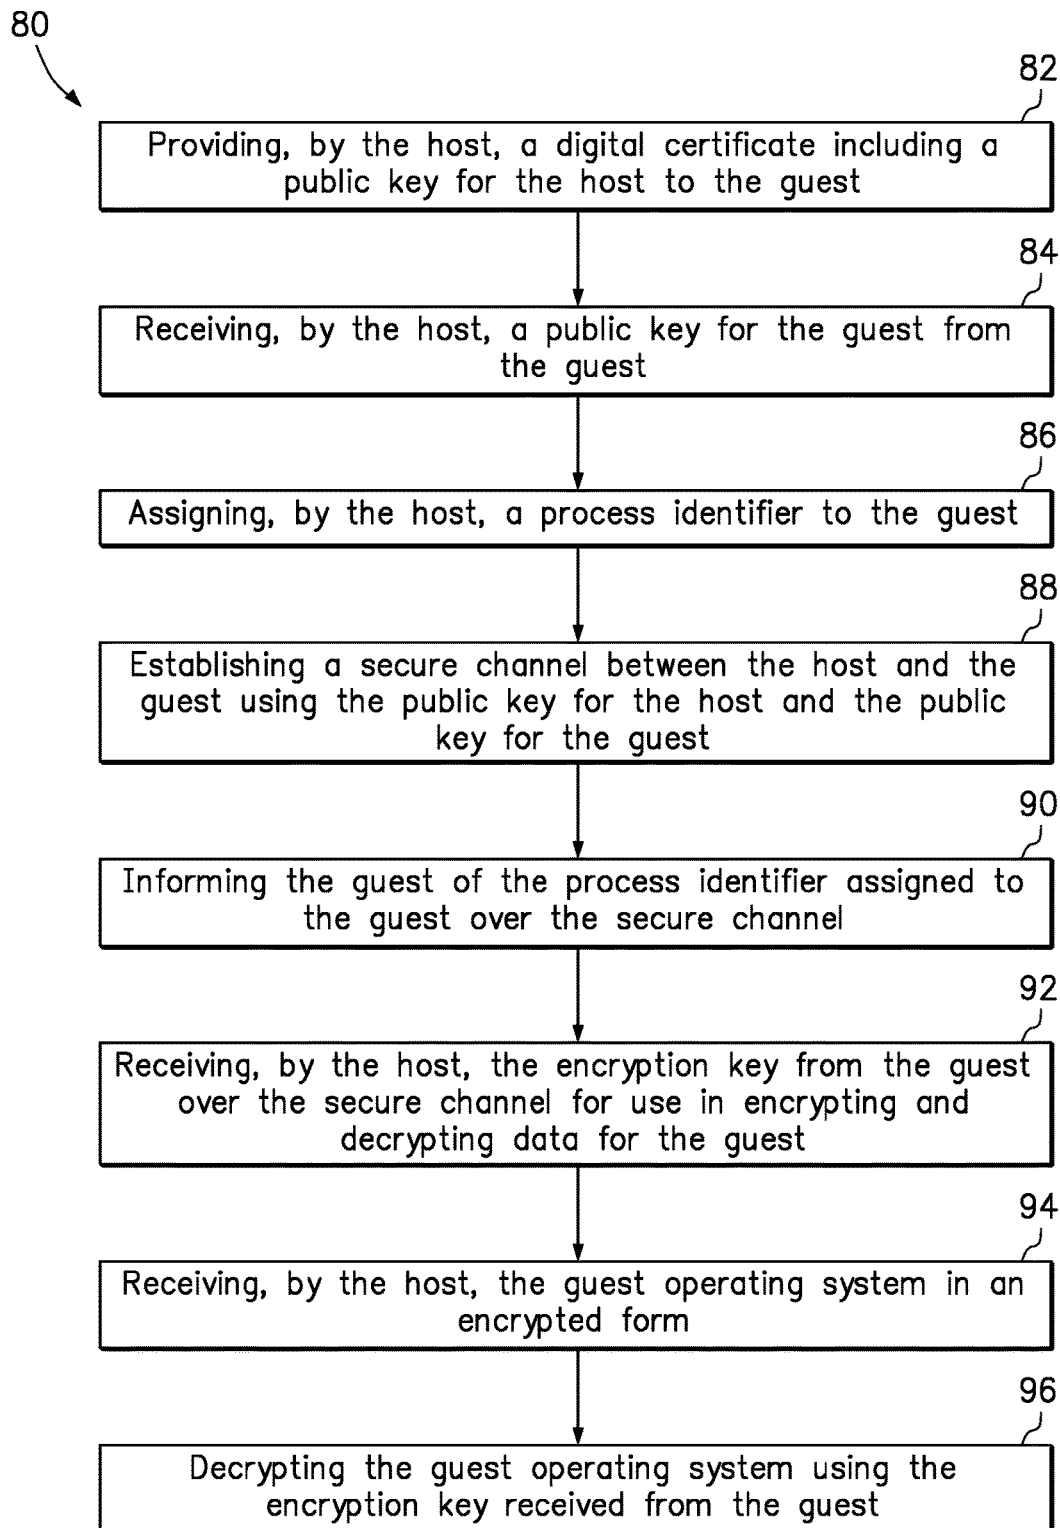 80
82
Providing, by the host, a digital certificate including a
public key for the host to the guest
84
Receiving, by the host, a public key for the guest from
the guest
86
Assigning, by the host, a process identifier to the guest
88
Establishing a secure channel between the host and the
guest using the public key for the host and the public
key for the guest
90
Informing the guest of the process identifier assigned to
the guest over the secure channel
92
Receiving, by the host, the encryption key from the guest
over the secure channel for use in encrypting and
decrypting data for the guest
94
Receiving, by the host, the guest operating system in an
encrypted form
96
Decrypting the guest operating system using the
encryption key received from the guest